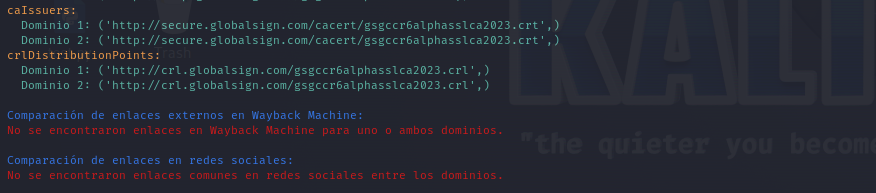 caIssuers:
Dominio 1: ('http://secure.globalsign.com/cacert/gsgccr6alphasslca2023.crt',)
Dominio 2: ('http://secure.globalsign.com/cacert/gsgccr6alphasslca2023.crt',)
crlDistributionPoints:
Dominio 1: ('http://crl.globalsign.com/gsgccr6alphasslca2023.crl',)
Dominio 2: ('http://crl.globalsign.com/gsgccr6alphasslca2023.crl',)
Comparación de enlaces externos en Wayback Machine:
No se encontraron enlaces en Wayback Machine para uno o ambos dominios.
Comparación de enlaces en redes sociales:
No se encontraron enlaces comunes en redes sociales entre los dominios.
KALI
"the quieter you become